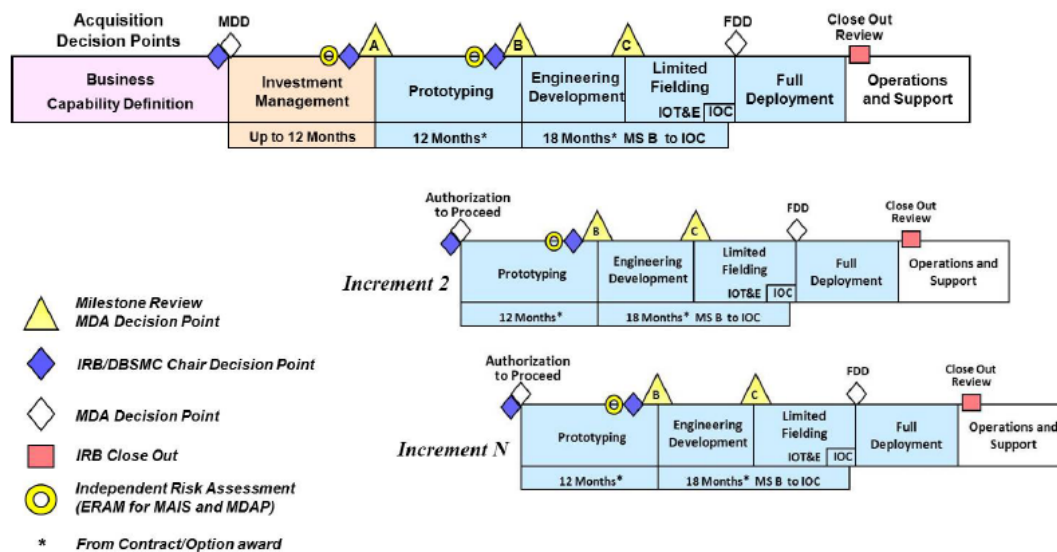 Acquisition
Decision Points
MDD
A
B
C
FDD
Close Out
Review
Business
Capability Definition
Investment
Management
Prototyping
Engineering
Development
Limited
Fielding
IOT&E
IOC
Full
Deployment
Operations
and Support
Up to 12 Months
12 Months*
18 Months* MS B to IOC
Authorization
to Proceed
B
C
FDD
Close Out
Review
Increment 2
Prototyping
Engineering
Development
Limited
Fielding
IOT&E
IOC
Full
Deployment
Operations and
Support
12 Months*
18 Months* MS B to IOC
Authorization
to Proceed
B
C
FDD
Close Out
Review
Increment N
Prototyping
Engineering
Development
Limited
Fielding
IOT&E
IOC
Full
Deployment
Operations and
Support
12 Months*
18 Months* MS B to IOC
Milestone Review
MDA Decision Point
IRB/DBSMC Chair Decision Point
MDA Decision Point
IRB Close Out
Independent Risk Assessment
(ERAM for MAIS and MDAP)
* From Contract/Option award